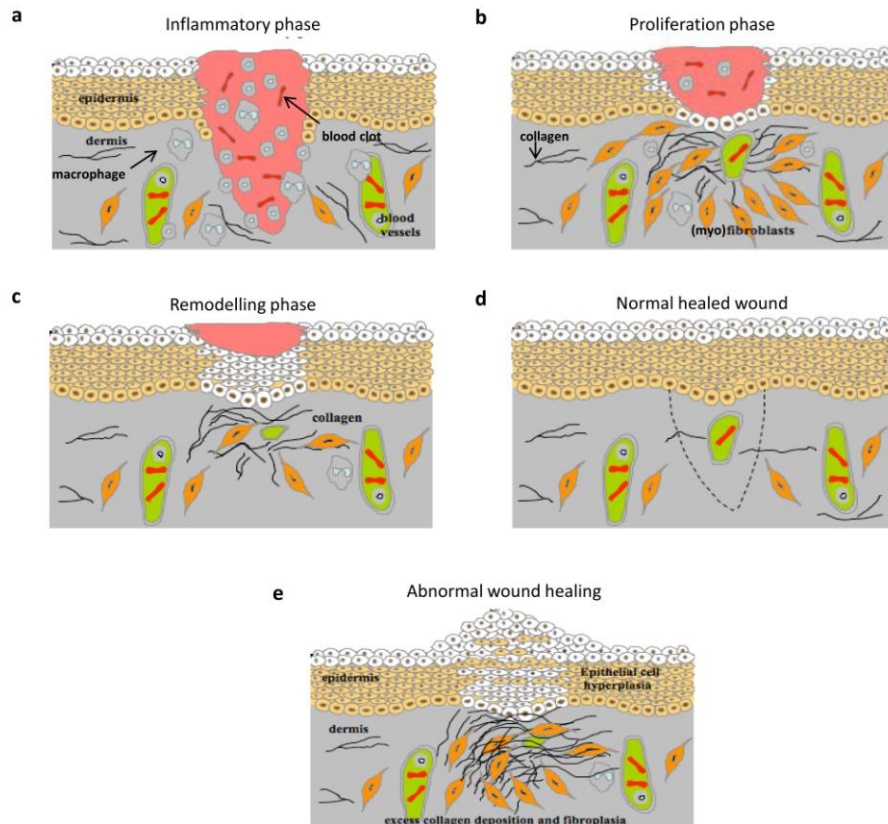 a
Inflammatory phase
epidermis
dermis
macrophage
blood clot
blood
vessels
b
Proliferation phase
collagen
(myo)fibroblasts
c
Remodelling phase
collagen
d
Normal healed wound
e
Abnormal wound healing
epidermis
Epithelial cell
hyperplasia
dermis
excess collagen deposition and fibroplasia